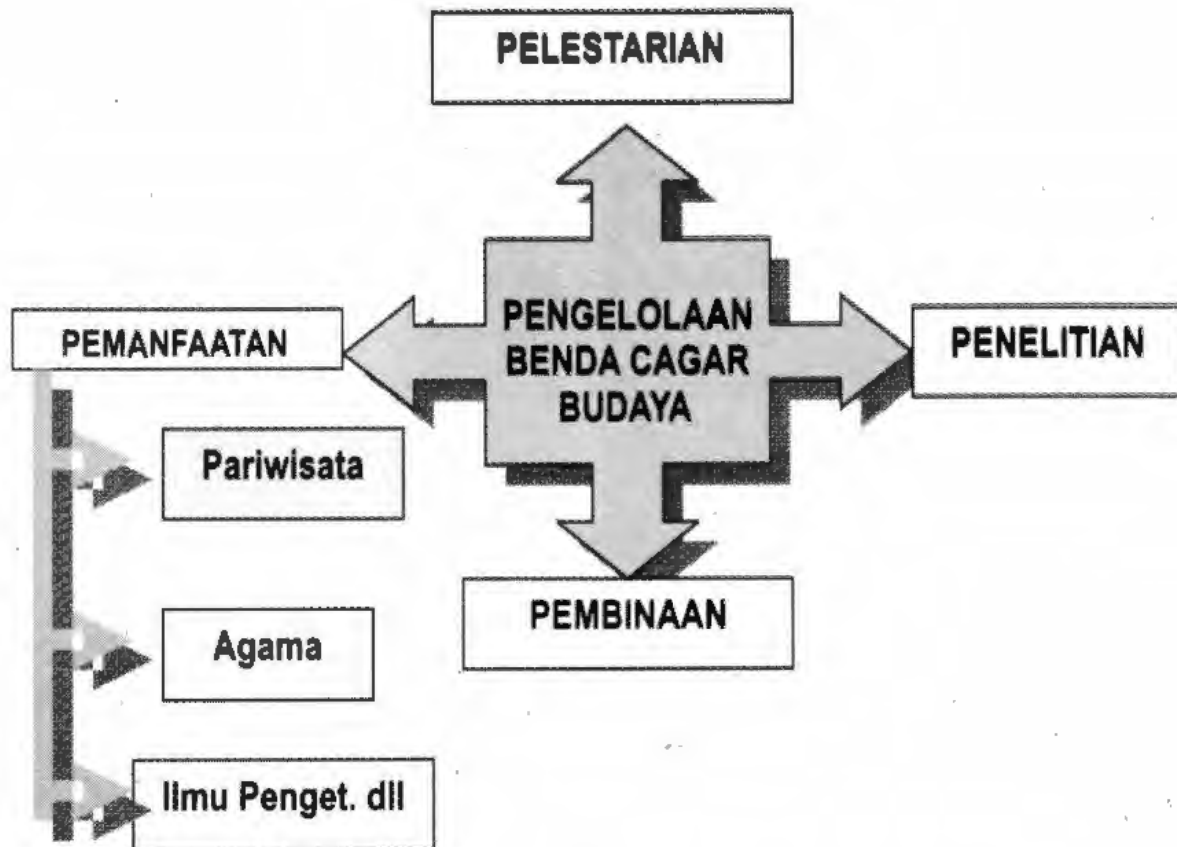 PELESTARIAN
PEMANFAATAN
PENGELOLAAN
BENDA CAGAR
BUDAYA
PENELITIAN
Pariwisata
PEMBINAAN
Agama
Ilmu Penget. dll